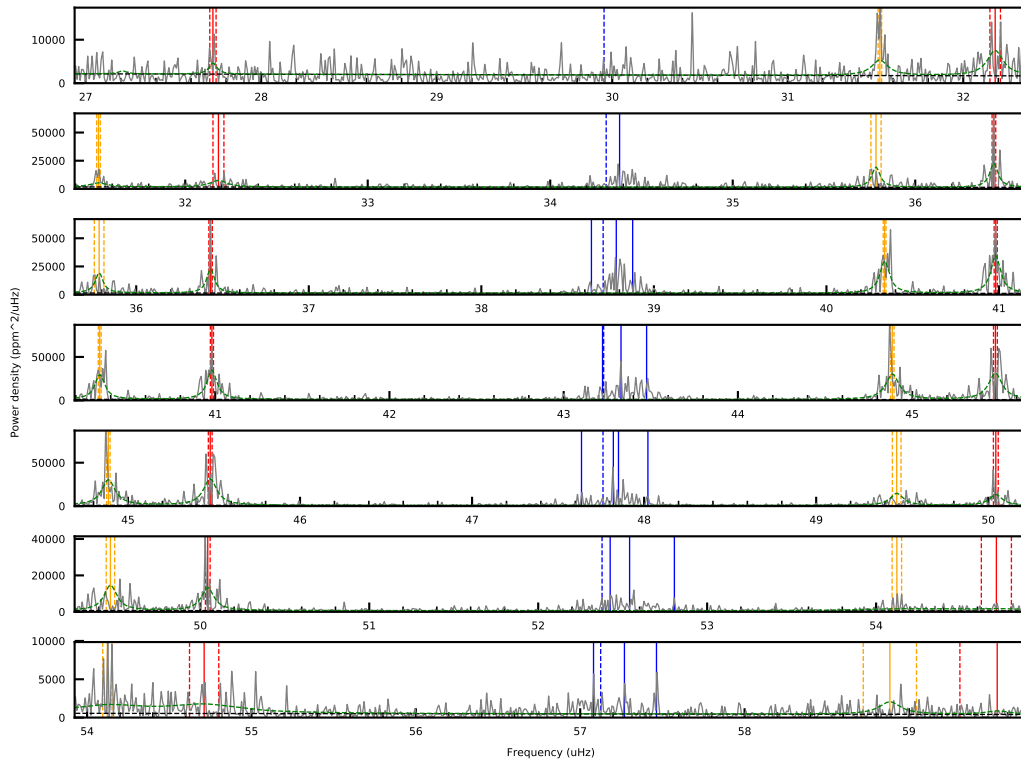 10000
0
27 28 29 30 31 32
50000
25000
0
32 33 34 35 36
50000
25000
0
36 37 38 39 40 41
50000
0
41 42 43 44 45
50000
0
45 46 47 48 49 50
40000
20000
0
50 51 52 53 54
10000
5000
0
54 55 56 57 58 59
Power density (ppm^2/uHz)
Frequency (uHz)